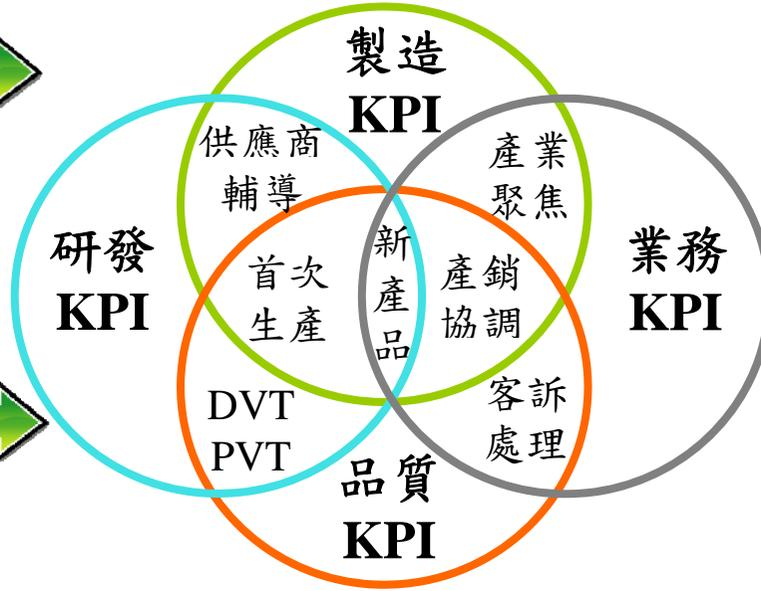 製造
KPI
供應商
輔導
產業
聚焦
研發
KPI
首次
生產
新
產
品
產銷
協調
業務
KPI
DVT
PVT
客訴
處理
品質
KPI